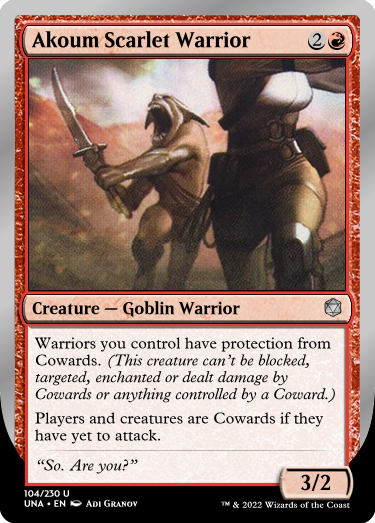 Akoum Scarlet Warrior 2
Creature — Goblin Warrior
Warriors you control have protection from
Cowards. (This creature can't be blocked,
targeted, enchanted or dealt damage by
Cowards or anything controlled by a Coward.)
Players and creatures are Cowards if they
have yet to attack.
“So. Are you?”
3/2
104/230 U
UNA • EN Adi Granov
™ & 2022 Wizards of the Coast